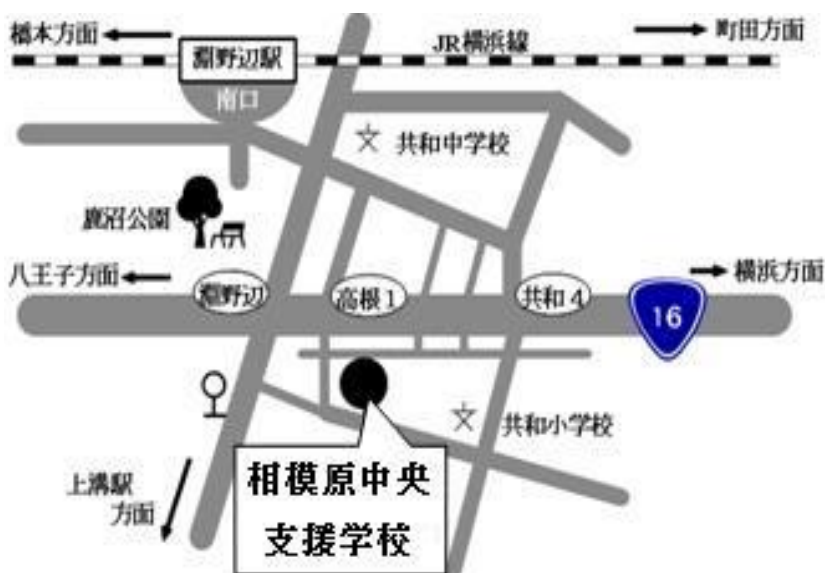 橋本方面
JR横浜線
町田方面
淵野辺駅
南口
共和中学校
鹿沼公園
八王子方面
横浜方面
淵野辺
高根1
共和4
16
共和小学校
相模原中央
支援学校
上溝駅
方面